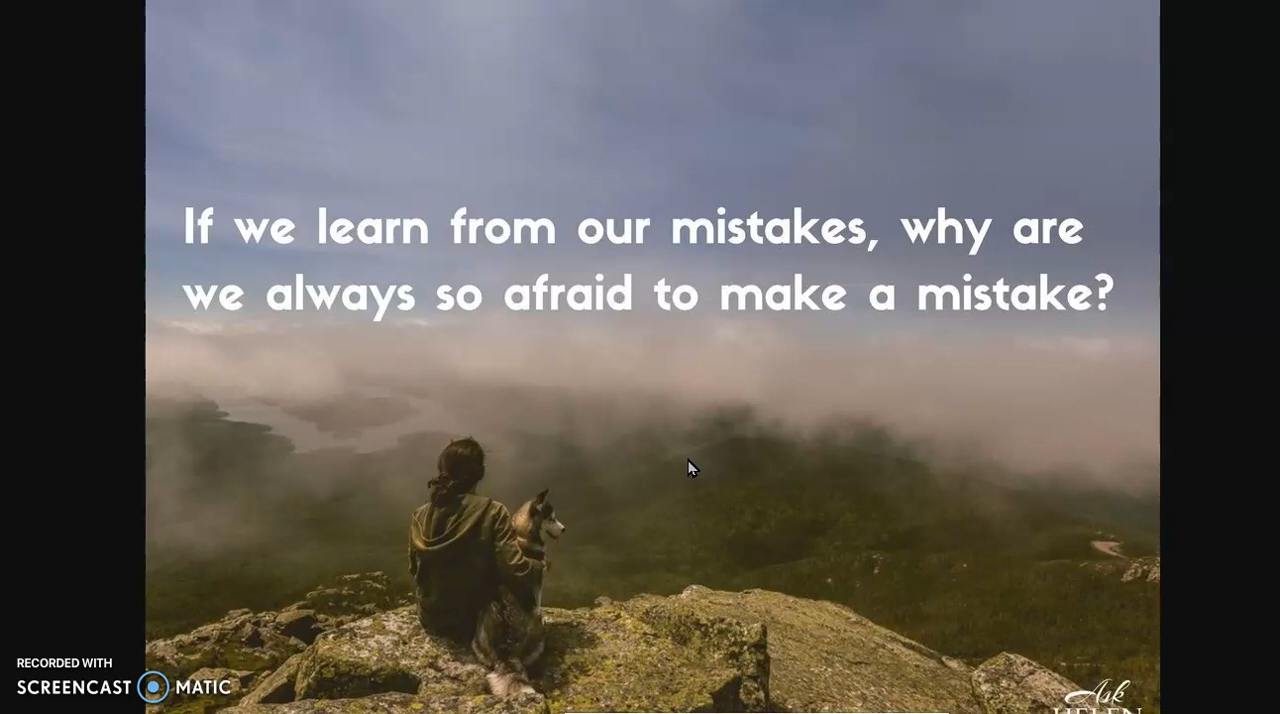 If we learn from our mistakes, why are
we always so afraid to make a mistake?
RECORDED WITH
SCREENCAST MATIC
Ask
HELEN